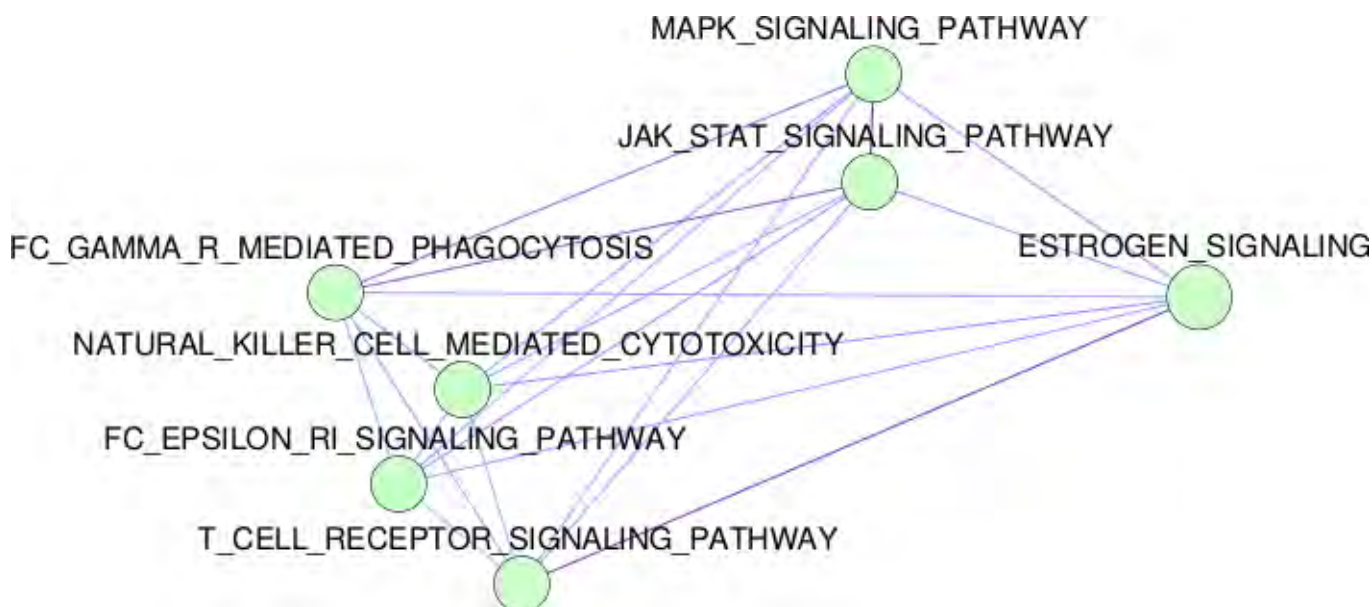 MAPK_SIGNALING_PATHWAY
JAK_STAT_SIGNALING_PATHWAY
FC_GAMMA_R_MEDIATED_PHAGOCYTOSIS
ESTROGEN_SIGNALING
NATURAL_KILLER_CELL_MEDIATED_CYTOTOXICITY
FC_EPSILON_RI_SIGNALING_PATHWAY
T_CELL_RECEPTOR_SIGNALING_PATHWAY